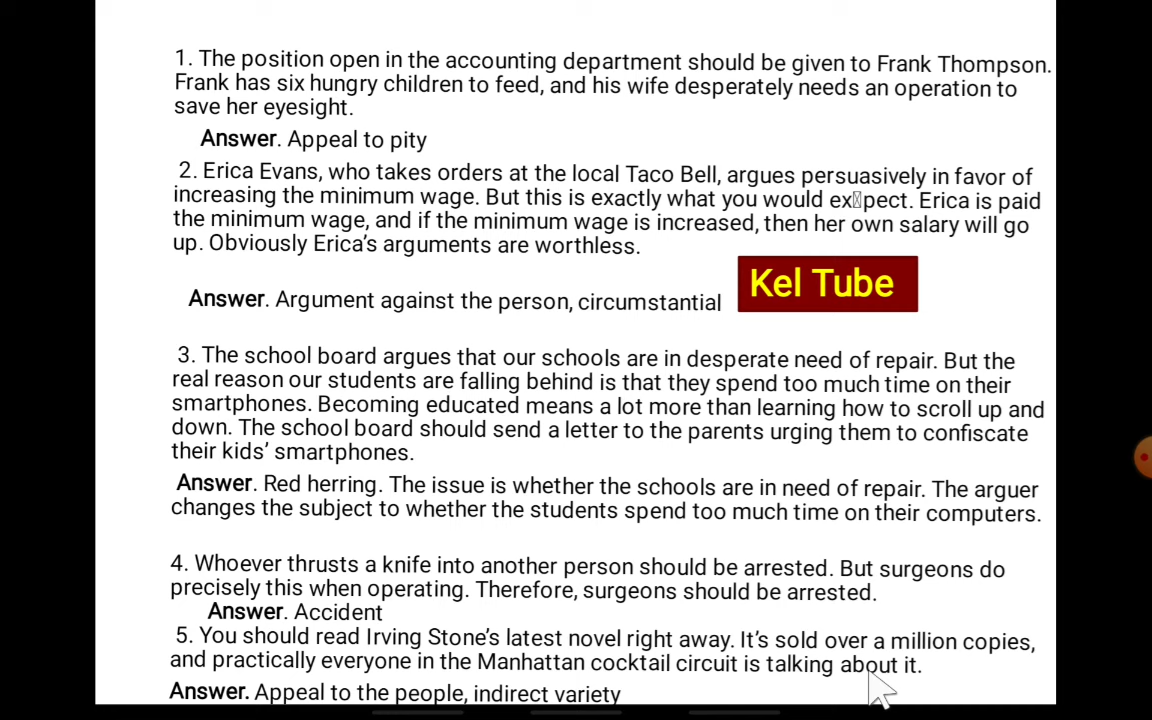 1. The position open in the accounting department should be given to Frank Thompson.
Frank has six hungry children to feed, and his wife desperately needs an operation to
save her eyesight.
Answer. Appeal to pity
2. Erica Evans, who takes orders at the local Taco Bell, argues persuasively in favor of
increasing the minimum wage. But this is exactly what you would ex▯pect. Erica is paid
the minimum wage, and if the minimum wage is increased, then her own salary will go
up. Obviously Erica's arguments are worthless.
Kel Tube
Answer. Argument against the person, circumstantial
3. The school board argues that our schools are in desperate need of repair. But the
real reason our students are falling behind is that they spend too much time on their
smartphones. Becoming educated means a lot more than learning how to scroll up and
down. The school board should send a letter to the parents urging them to confiscate
their kids' smartphones.
Answer. Red herring. The issue is whether the schools are in need of repair. The arguer
changes the subject to whether the students spend too much time on their computers.
4. Whoever thrusts a knife into another person should be arrested. But surgeons do
precisely this when operating. Therefore, surgeons should be arrested.
Answer. Accident
5. You should read Irving Stone's latest novel right away. It's sold over a million copies,
and practically everyone in the Manhattan cocktail circuit is talking about it.
Answer. Appeal to the people, indirect variety